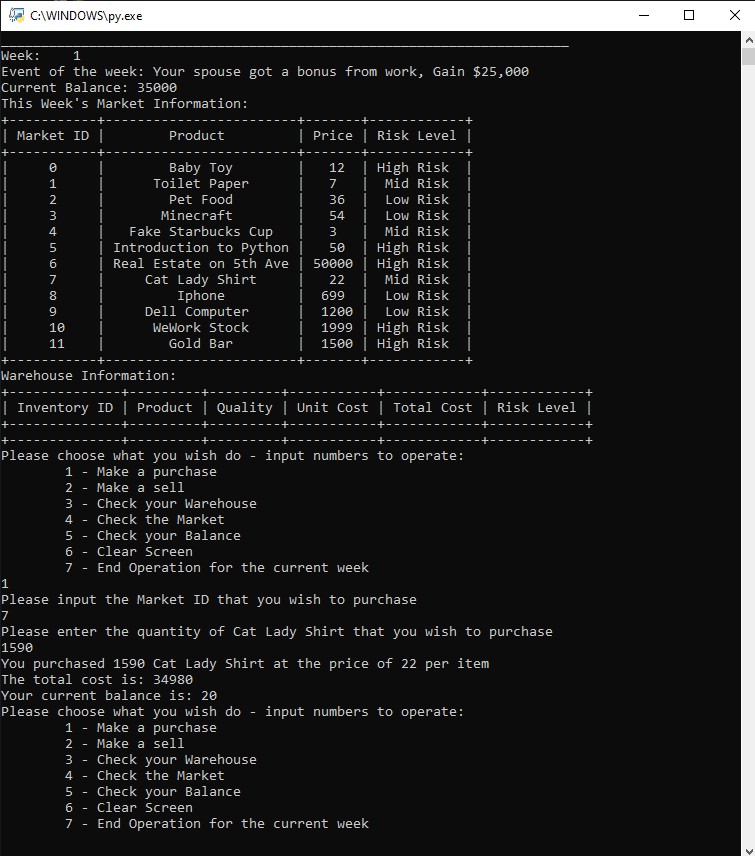 C:\WINDOWS\py.exe
_______________________________________________________________________
Week:    1
Event of the week: Your spouse got a bonus from work, Gain $25,000
Current Balance: 35000
This Week's Market Information:
+-----------+------------------------+-------+------------+
| Market ID |        Product         | Price | Risk Level |
+-----------+------------------------+-------+------------+
|     0     |        Baby Toy        |   12  | High Risk  |
|     1     |      Toilet Paper      |   7   |  Mid Risk  |
|     2     |        Pet Food        |   36  |  Low Risk  |
|     3     |       Minecraft        |   54  |  Low Risk  |
|     4     |   Fake Starbucks Cup   |   3   |  Mid Risk  |
|     5     | Introduction to Python |   50  | High Risk  |
|     6     | Real Estate on 5th Ave | 50000 | High Risk  |
|     7     |     Cat Lady Shirt     |   22  |  Mid Risk  |
|     8     |         Iphone         |  699  |  Low Risk  |
|     9     |     Dell Computer      |  1200 |  Low Risk  |
|     10    |      WeWork Stock      |  1999 | High Risk  |
|     11    |        Gold Bar        |  1500 | High Risk  |
+-----------+------------------------+-------+------------+
Warehouse Information:
+--------------+---------+---------+-----------+------------+------------+
| Inventory ID | Product | Quality | Unit Cost | Total Cost | Risk Level |
+--------------+---------+---------+-----------+------------+------------+
+--------------+---------+---------+-----------+------------+------------+
Please choose what you wish do - input numbers to operate:
        1 - Make a purchase
        2 - Make a sell
        3 - Check your Warehouse
        4 - Check the Market
        5 - Check your Balance
        6 - Clear Screen
        7 - End Operation for the current week
1
Please input the Market ID that you wish to purchase
7
Please enter the quantity of Cat Lady Shirt that you wish to purchase
1590
You purchased 1590 Cat Lady Shirt at the price of 22 per item
The total cost is: 34980
Your current balance is: 20
Please choose what you wish do - input numbers to operate:
        1 - Make a purchase
        2 - Make a sell
        3 - Check your Warehouse
        4 - Check the Market
        5 - Check your Balance
        6 - Clear Screen
        7 - End Operation for the current week